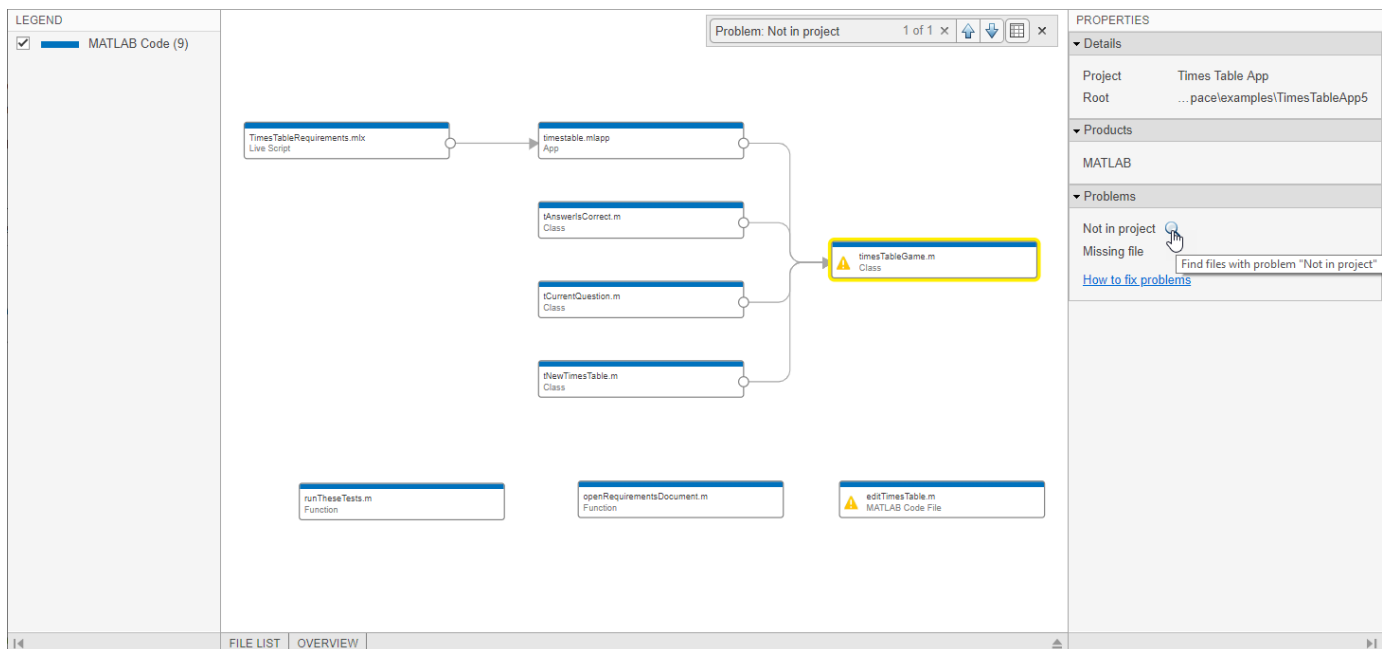 LEGEND
MATLAB Code (9)
Problem: Not in project 1 of 1
PROPERTIES
Details
Project Times Table App
Root ...pace\examples\TimesTableApp5
Products
MATLAB
Problems
Not in project
Missing file
Find files with problem "Not in project"
How to fix problems
TimesTableRequirements.mlx
Live Script
timestable.mlapp
App
tAnswerIsCorrect.m
Class
timesTableGame.m
Class
tCurrentQuestion.m
Class
tNewTimesTable.m
Class
runTheseTests.m
Function
openRequirementsDocument.m
Function
editTimesTable.m
MATLAB Code File
FILE LIST OVERVIEW